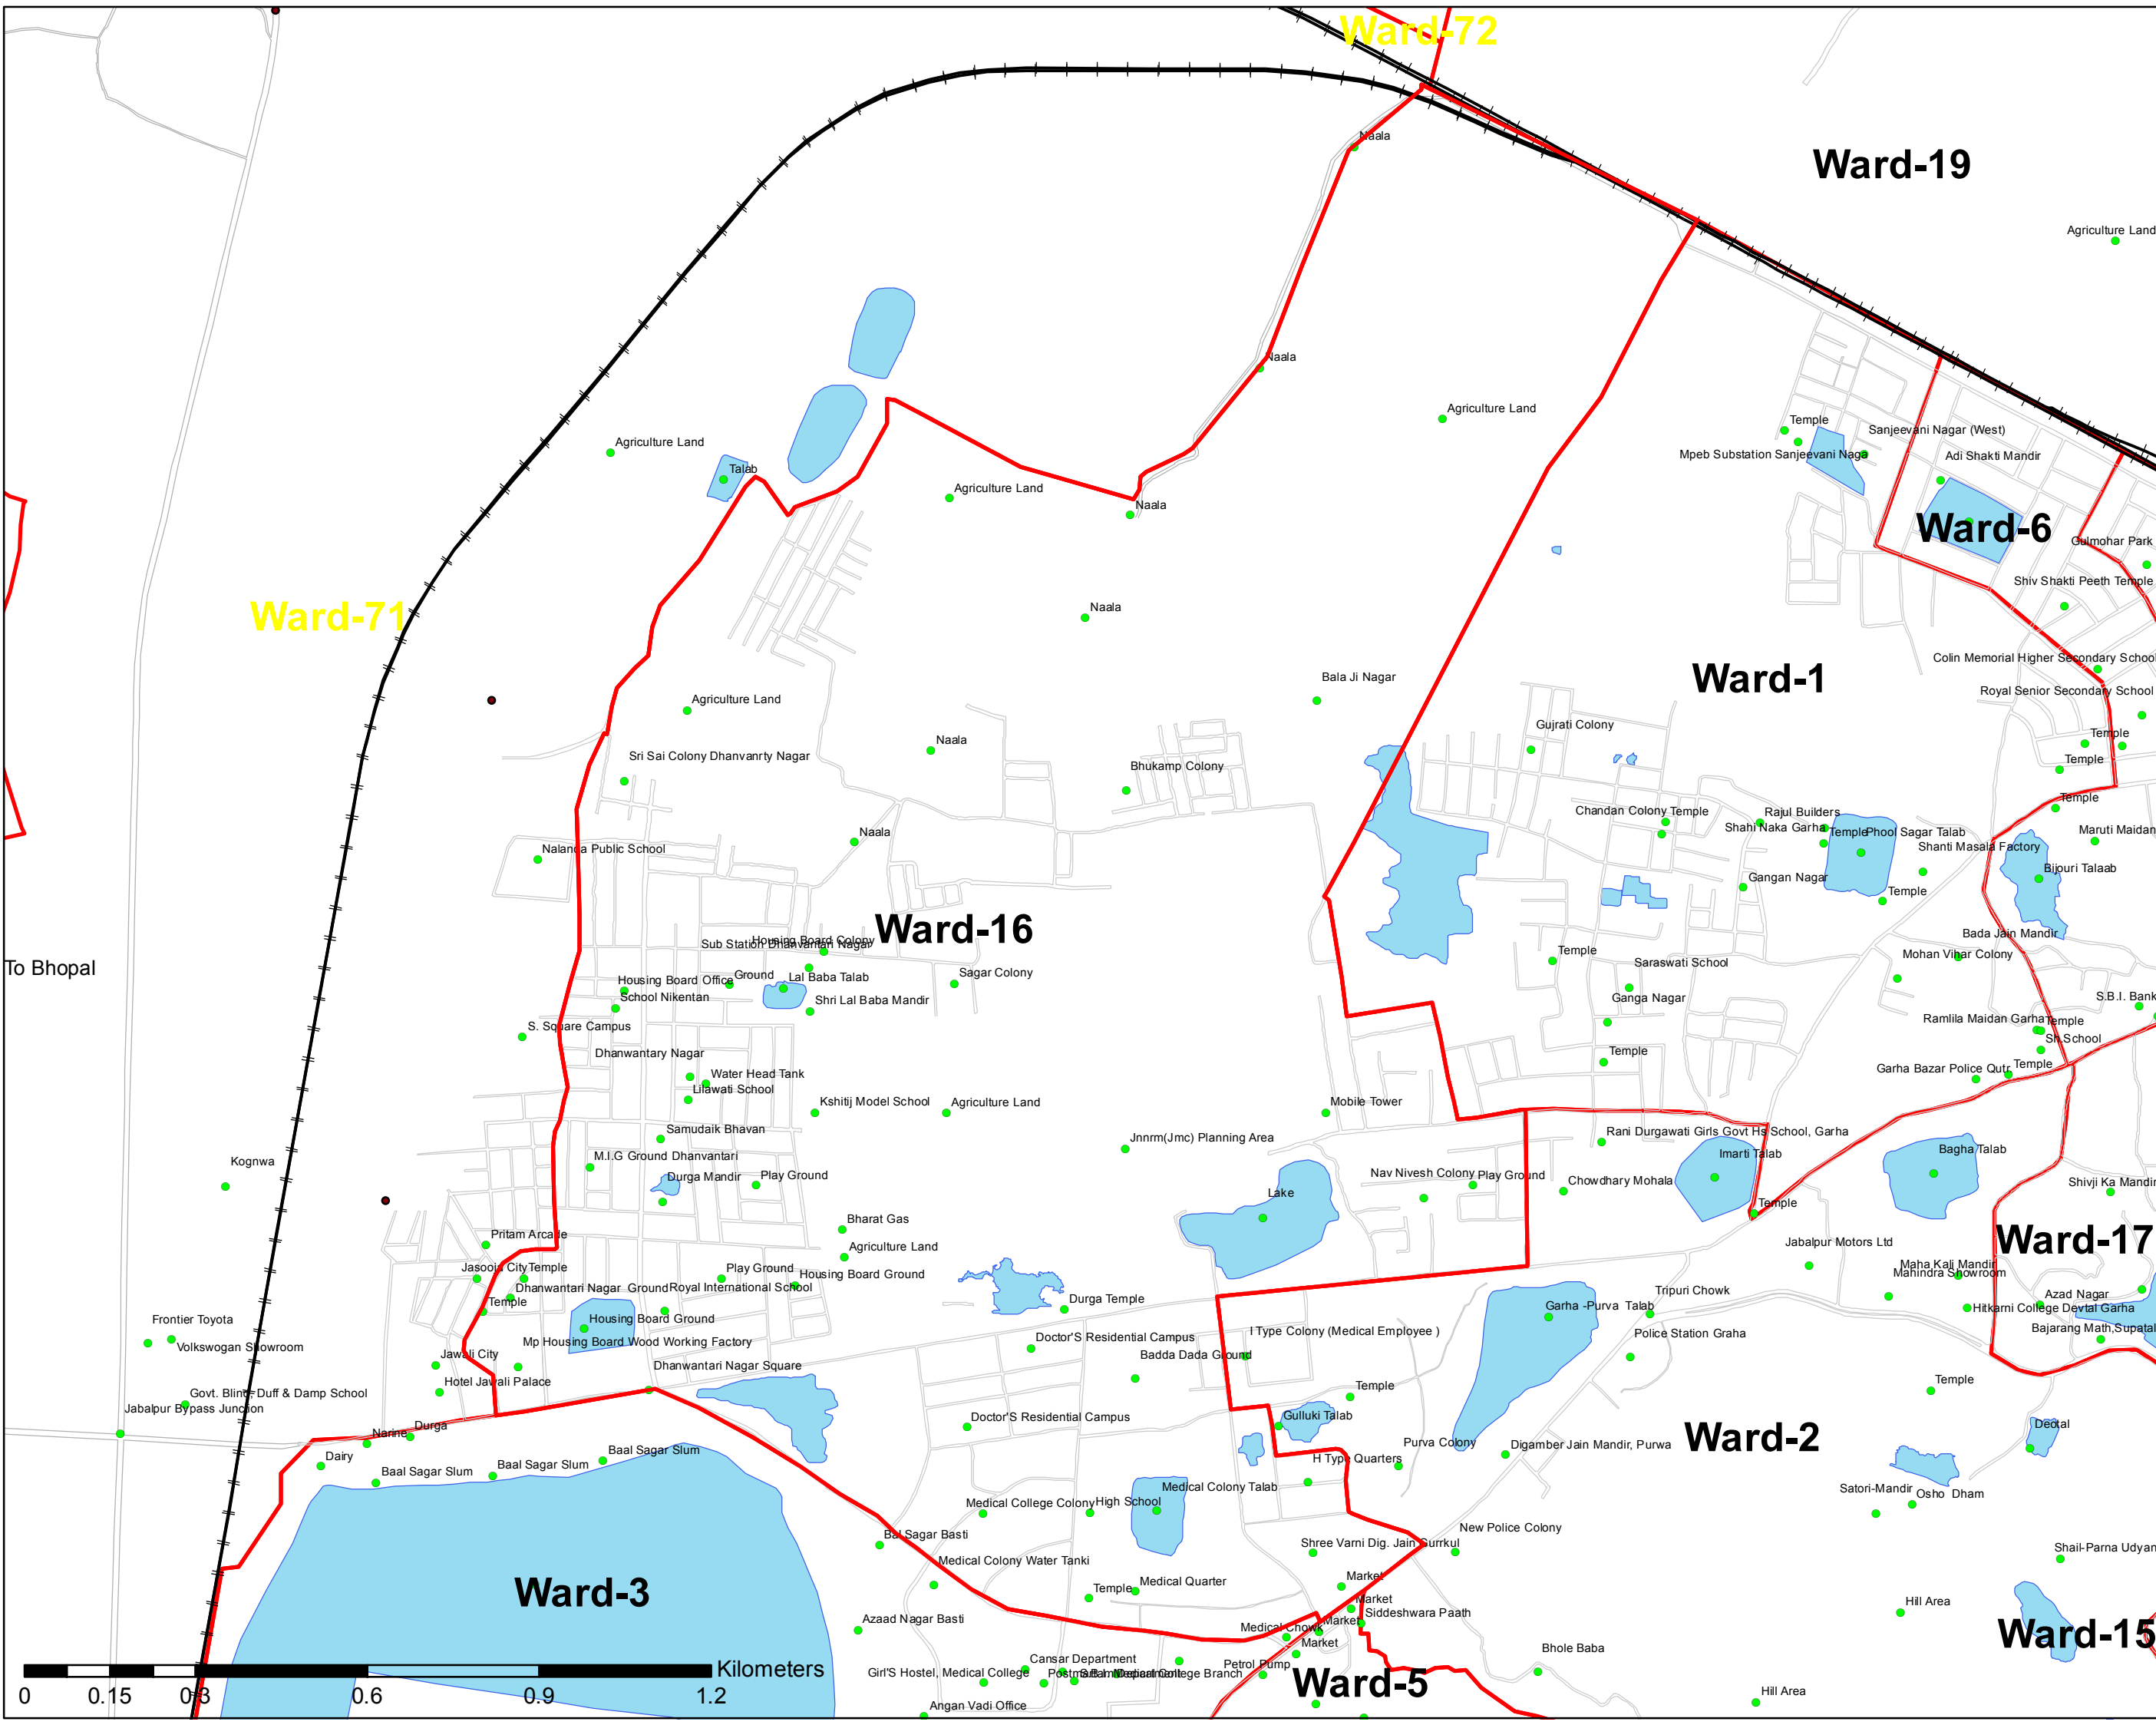 Ward-72
Naala
Ward-19
Agriculture Land
Naala
Agriculture Land
Temple
Sanjeevani Nagar (West)
Agriculture Land
Mpeb Substation Sanjeevani Naga
Adi Shakti Mandir
Talab
Agriculture Land
Naala
Ward-6
Gulmohar Park
Shiv Shakti Peeth Temple
Naala
Ward-71
Colin Memorial Higher Secondary School
Ward-1
Bala Ji Nagar
Royal Senior Secondary School
Agriculture Land
Gujrati Colony
Naala
Temple
Sri Sai Colony Dhanvanrty Nagar
Temple
Bhukamp Colony
Temple
Chandan Colony Temple
Rajul Builders
Shahi Naka Garha
Temple
Phool Sagar Talab
Maruti Maidan
Naala
Nalanda Public School
Shanti Masala Factory
Bijouri Talaab
Gangan Nagar
Temple
Ward-16
Bada Jain Mandir
Housing Board Colony
Sub Station Dhanvantari Nagar
Temple
Mohan Vihar Colony
To Bhopal
Saraswati School
Sagar Colony
Housing Board Office
Ground
Lal Baba Talab
School Nikentan
Shri Lal Baba Mandir
Ganga Nagar
S.B.I. Bank
Ramlila Maidan Garha
Temple
S. Square Campus
Sh.School
Dhanwantary Nagar
Temple
Garha Bazar Police Qutr.
Temple
Water Head Tank
Lilawati School
Kshitij Model School
Agriculture Land
Mobile Tower
Samudaik Bhavan
Jnnrm(Jmc) Planning Area
Rani Durgawati Girls Govt Hs School, Garha
M.I.G Ground Dhanvantari
Imarti Talab
Bagha Talab
Kognwa
Durga Mandir
Play Ground
Nav Nivesh Colony
Play Ground
Chowdhary Mohala
Shivji Ka Mandir
Lake
Temple
Bharat Gas
Pritam Arcade
Ward-17
Jabalpur Motors Ltd
Agriculture Land
Maha Kali Mandir
Mahindra Showroom
Jasooja City
Temple
Play Ground
Housing Board Ground
Dhanwantari Nagar Ground
Royal International School
Tripuri Chowk
Azad Nagar
Temple
Durga Temple
Garha -Purva Talab
Hitkarni College Devtal Garha
Frontier Toyota
Housing Board Ground
I Type Colony (Medical Employee )
Police Station Graha
Bajarang Math,Supatal
Volkswogan Showroom
Mp Housing Board Wood Working Factory
Doctor'S Residential Campus
Badda Dada Ground
Jawali City
Dhanwantari Nagar Square
Hotel Jawali Palace
Govt. Blind, Duff & Damp School
Temple
Temple
Jabalpur Bypass Junction
Doctor'S Residential Campus
Gulluki Talab
Narine
Durga
Deotal
Ward-2
Purva Colony
Digamber Jain Mandir, Purwa
Dairy
Baal Sagar Slum
Baal Sagar Slum
Baal Sagar Slum
H Type Quarters
Medical Colony Talab
Satori-Mandir
Osho Dham
Medical College Colony
High School
New Police Colony
Bal Sagar Basti
Shree Varni Dig. Jain Gurrkul
Shail-Parna Udyan
Medical Colony Water Tanki
Market
Ward-3
Temple
Medical Quarter
Market
Hill Area
Siddeshwara Paath
Azaad Nagar Basti
Medical Chowk
Market
Ward-15
Market
Bhole Baba
Cansar Department
Petrol Pump
Kilometers
Girl'S Hostel, Medical College
Ward-5
0
0.15
0.3
0.6
0.9
1.2
Hill Area
Angan Vadi Office